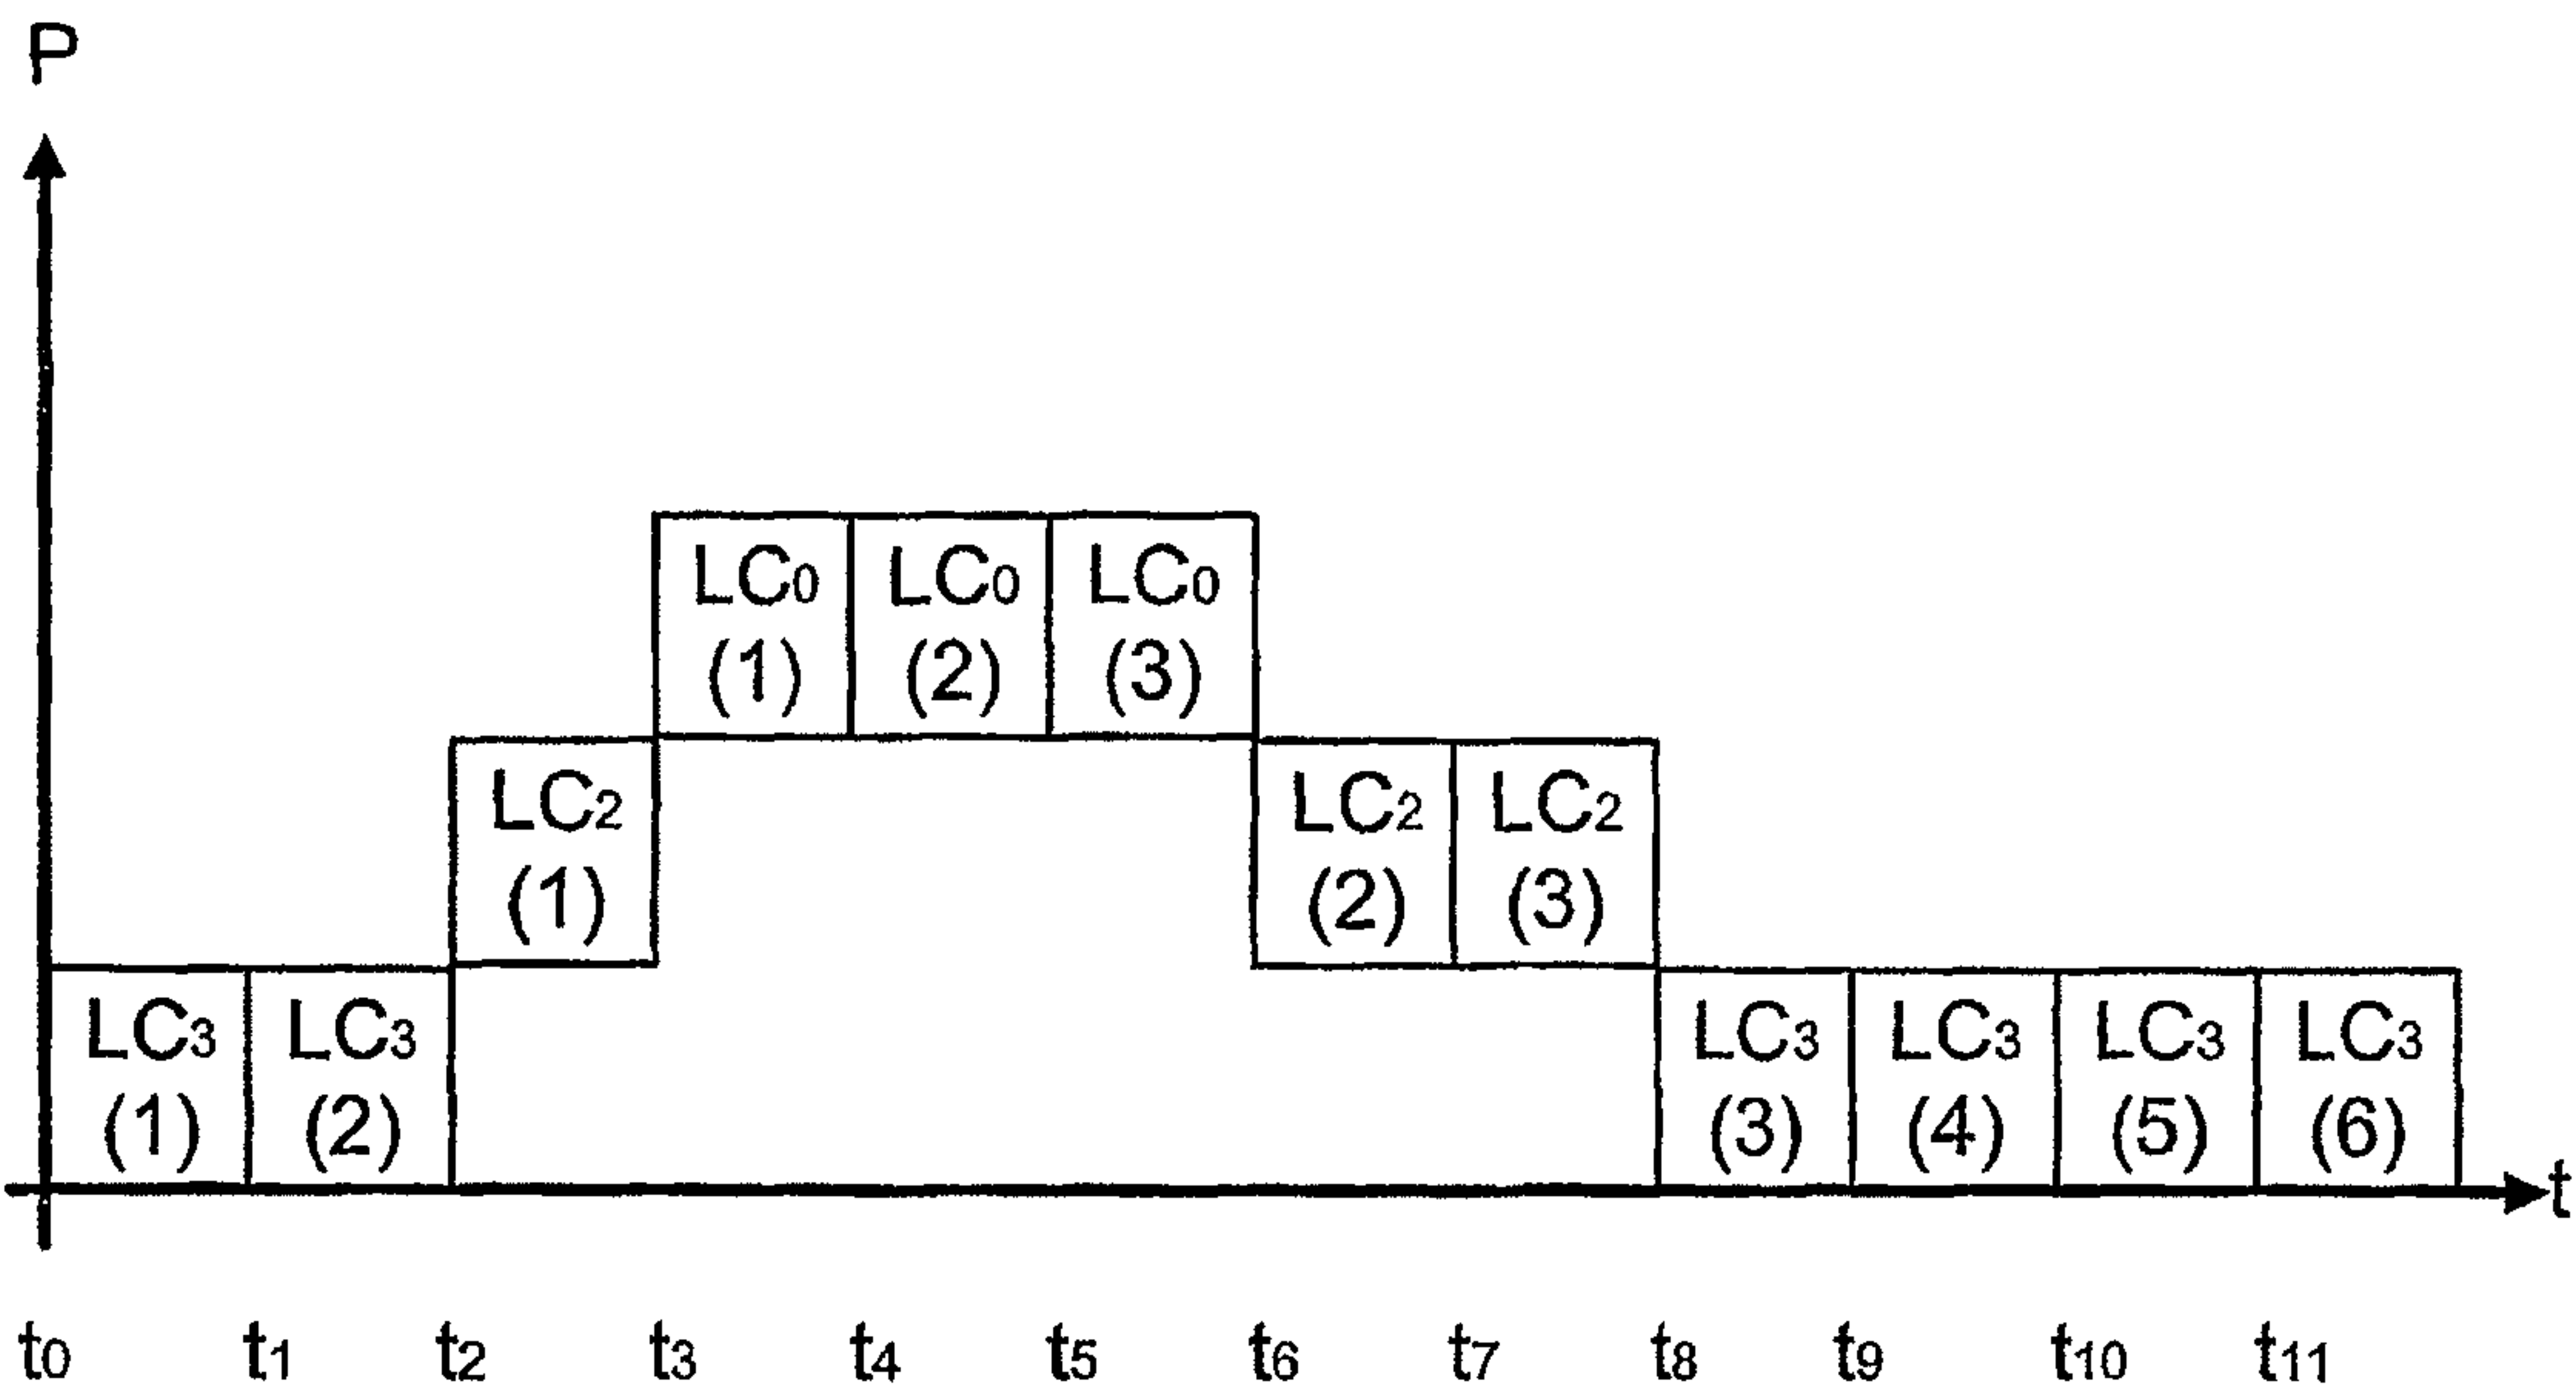 P
LC₀ LC₀ LC₀
(1) (2) (3)
LC₂ LC₂ LC₂
(1) (2) (3)
LC₃ LC₃ LC₃ LC₃ LC₃ LC₃
(1) (2) (3) (4) (5) (6)
t
t₀ t₁ t₂ t₃ t₄ t₅ t₆ t₇ t₈ t₉ t₁₀ t₁₁